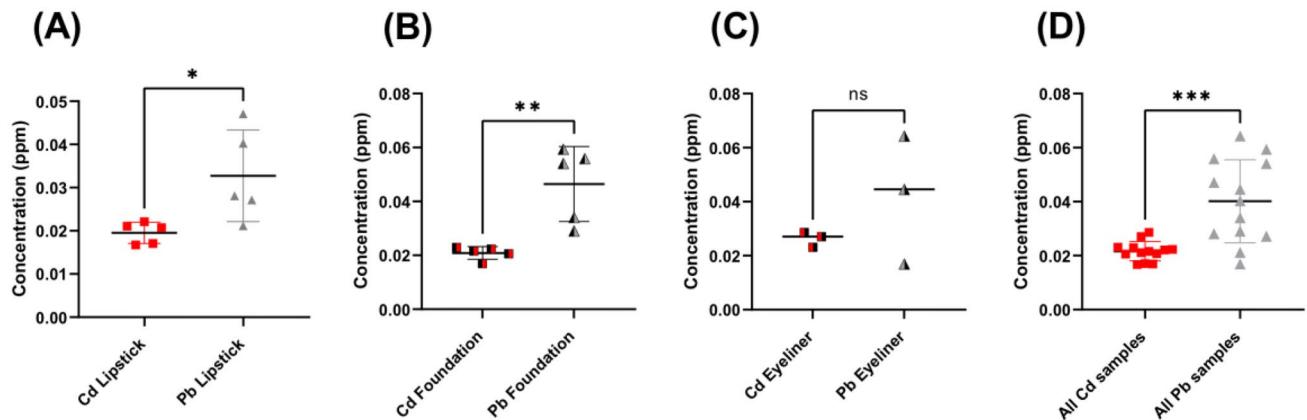 (A)
*
Concentration (ppm)
0.05
0.04
0.03
0.02
0.01
0.00
Cd Lipstick
Pb Lipstick
(B)
**
Concentration (ppm)
0.08
0.06
0.04
0.02
0.00
Cd Foundation
Pb Foundation
(C)
ns
Concentration (ppm)
0.08
0.06
0.04
0.02
0.00
Cd Eyeliner
Pb Eyeliner
(D)
***
Concentration (ppm)
0.08
0.06
0.04
0.02
0.00
All Cd samples
All Pb samples